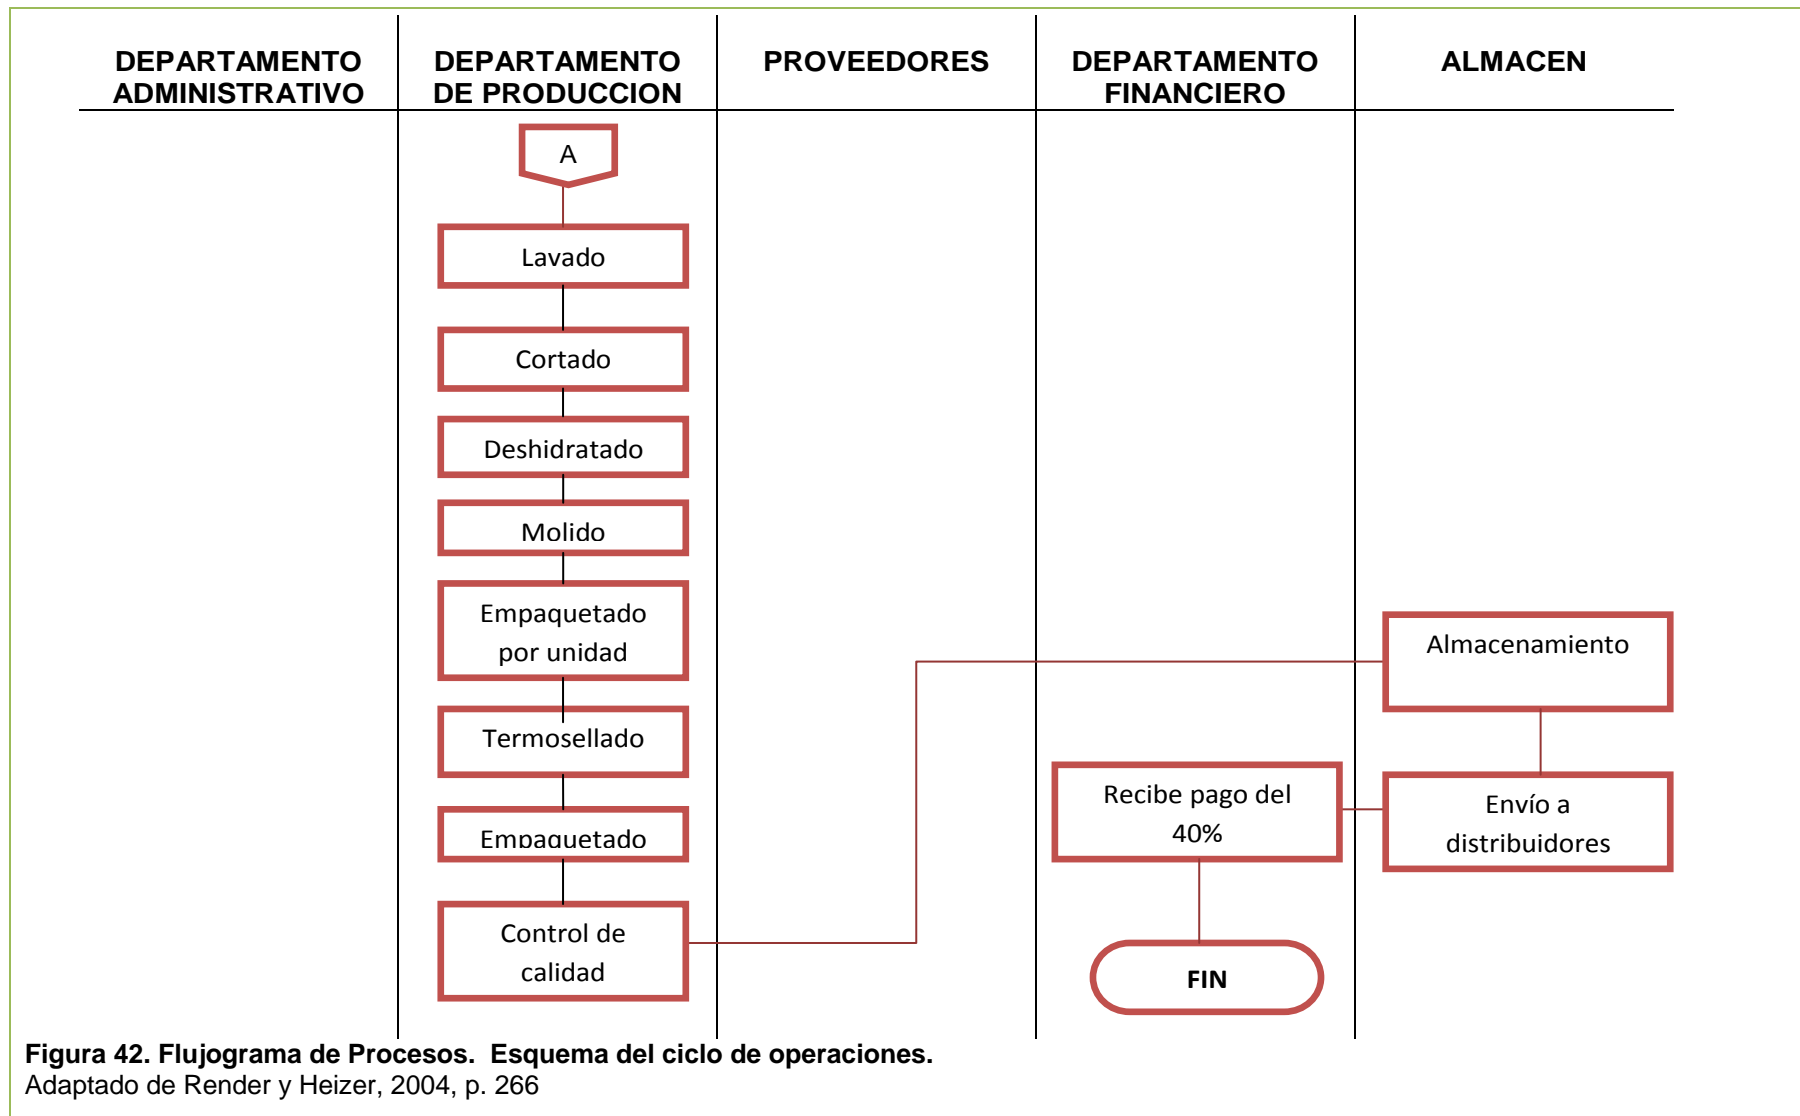 DEPARTAMENTO
ADMINISTRATIVO
DEPARTAMENTO
DE PRODUCCION
PROVEEDORES
DEPARTAMENTO
FINANCIERO
ALMACEN
A
Lavado
Cortado
Deshidratado
Molido
Empaquetado
por unidad
Termosellado
Empaquetado
Control de
calidad
Almacenamiento
Envío a
distribuidores
Recibe pago del
40%
FIN
Figura 42. Flujograma de Procesos. Esquema del ciclo de operaciones.
Adaptado de Render y Heizer, 2004, p. 266